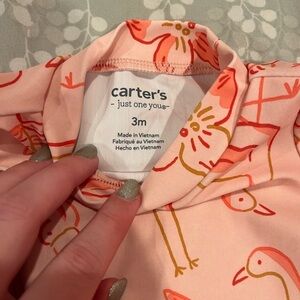 carter's
- just one you®-
3m
Made in Vietnam
Fabriqué au Vietnam
Hecho en Vietnam